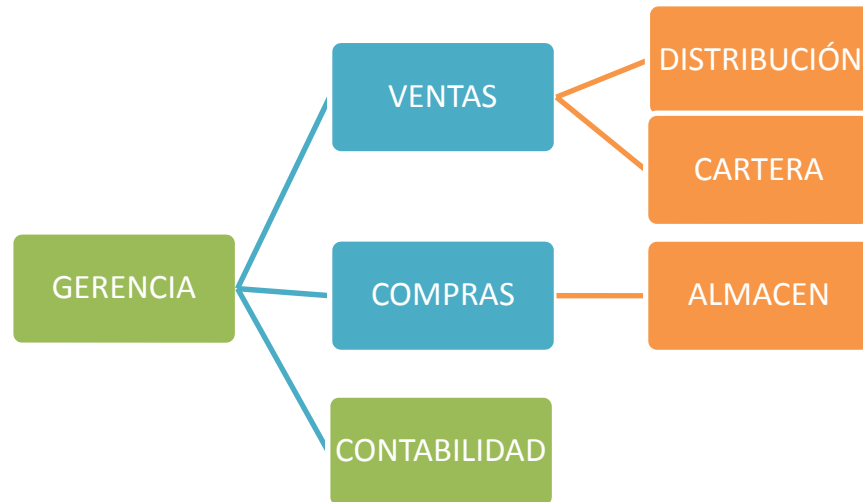 GERENCIA
VENTAS
DISTRIBUCIÓN
CARTERA
COMPRAS
ALMACEN
CONTABILIDAD